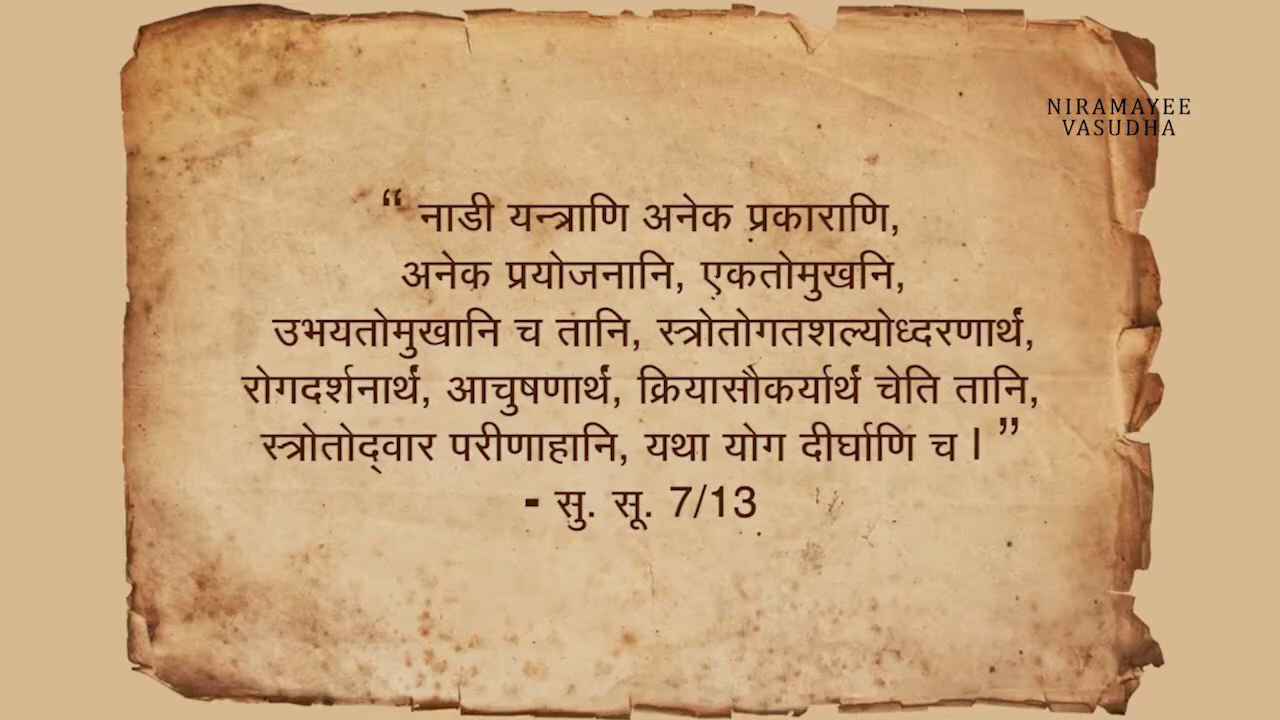 NIRAMAYEE
VASUDHA
“ नाडी यन्त्राणि अनेक प्रकाराणि,
अनेक प्रयोजनानि, एकतोमुखनि,
उभयतोमुखानि च तानि, स्त्रोतोगतशल्योध्दरणार्थं,
रोगदर्शनार्थं, आचुषणार्थं, क्रियासौकर्यार्थं चेति तानि,
स्त्रोतोद्वार परीणाहानि, यथा योग दीर्घाणि च । ”
- सु. सू. 7/13